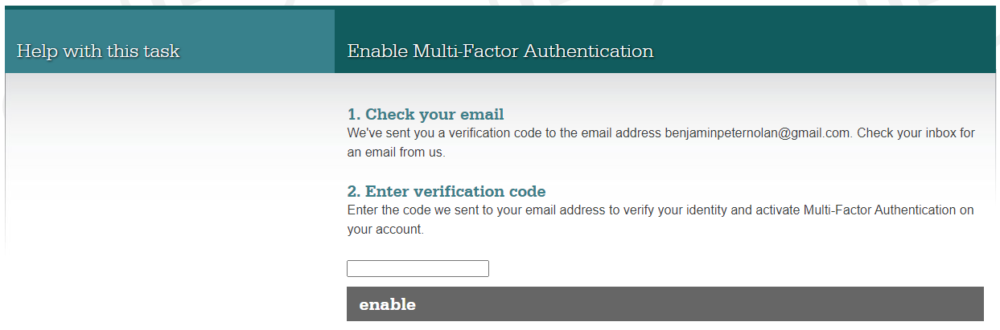 Help with this task
Enable Multi-Factor Authentication
1. Check your email
We've sent you a verification code to the email address benjaminpeternolan@gmail.com. Check your inbox for
an email from us.
2. Enter verification code
Enter the code we sent to your email address to verify your identity and activate Multi-Factor Authentication on
your account.
enable